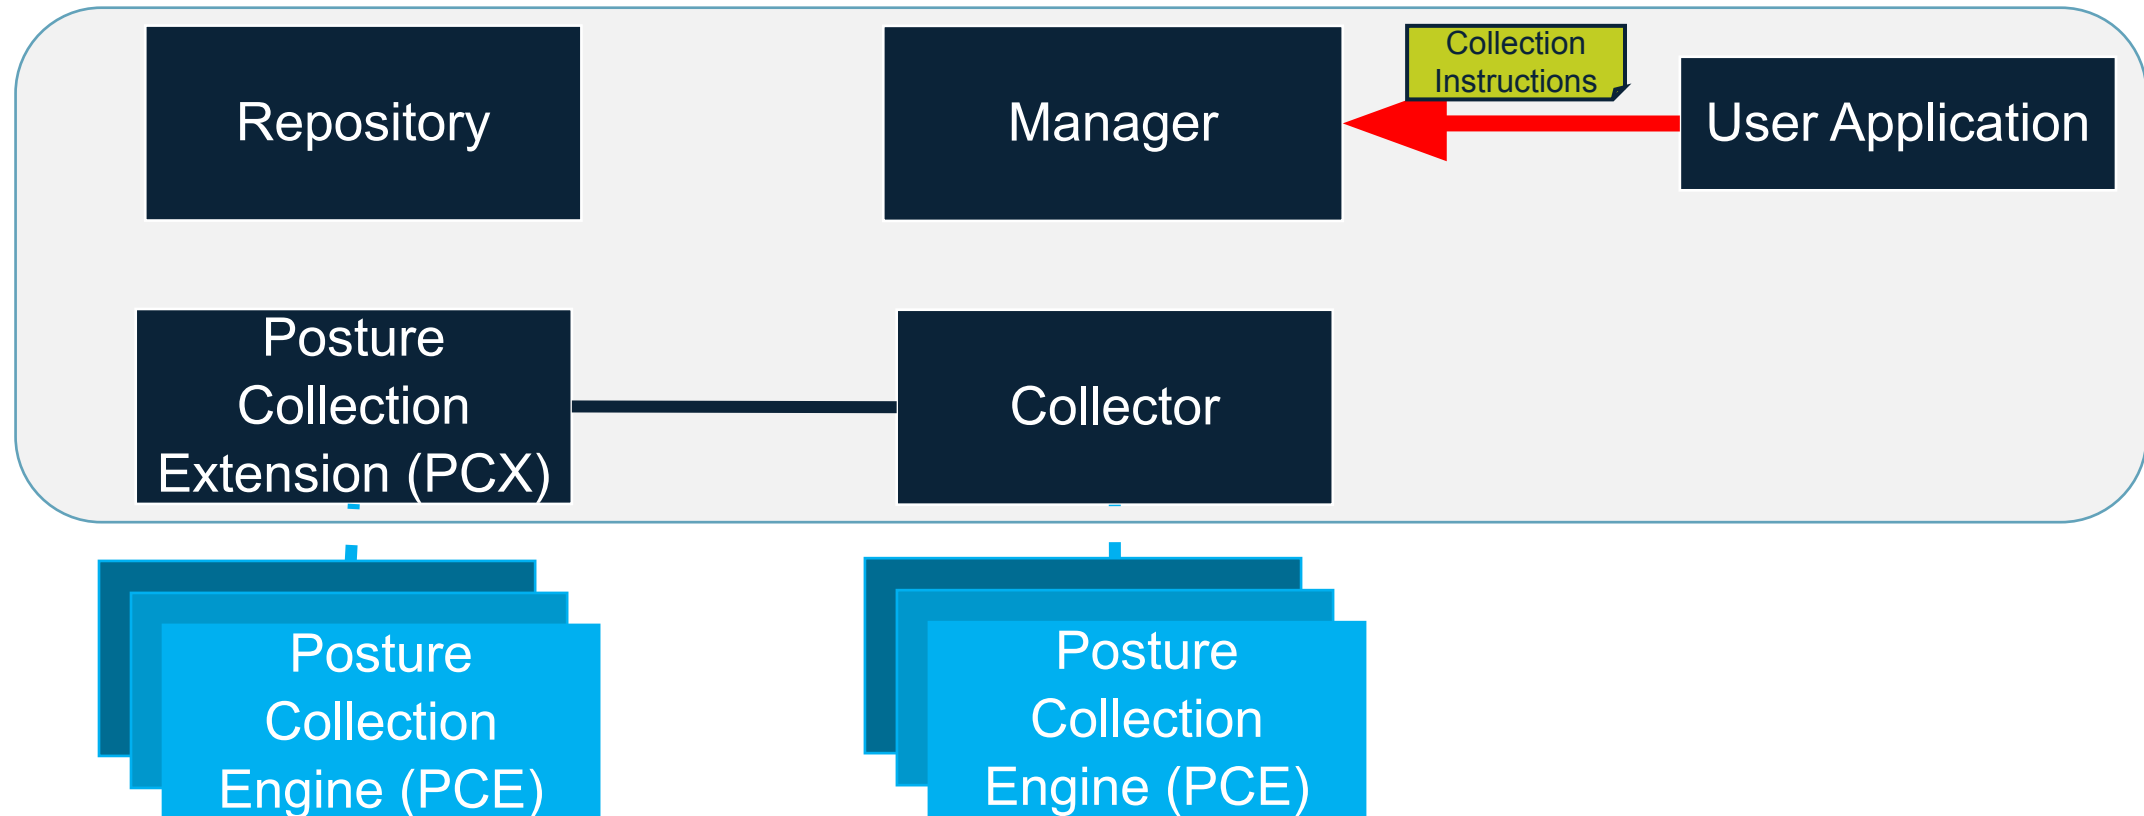 Repository
Manager
Collection
Instructions
User Application
Posture
Collection
Extension (PCX)
Collector
Posture
Collection
Engine (PCE)
Posture
Collection
Engine (PCE)